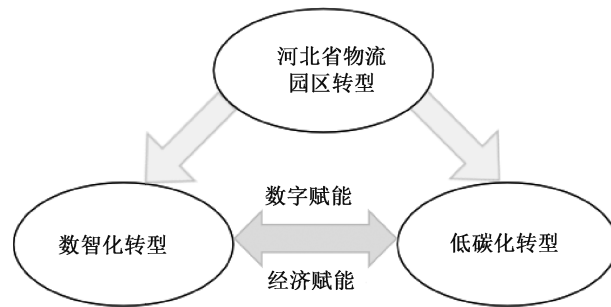 河北省物流
园区转型
数字赋能
数智化转型
低碳化转型
经济赋能